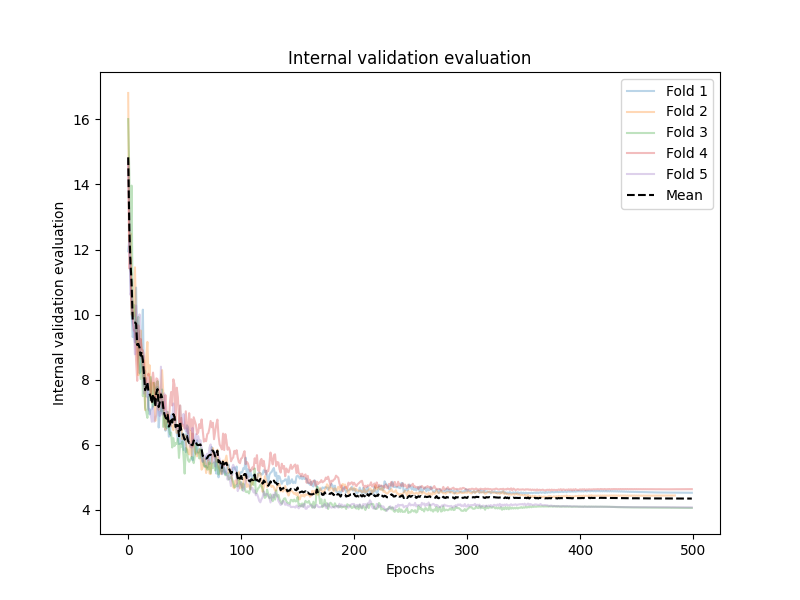 Internal validation evaluation
Internal validation evaluation
16
14
12
10
8
6
4
0
100
200
300
400
500
Epochs
Fold 1
Fold 2
Fold 3
Fold 4
Fold 5
Mean